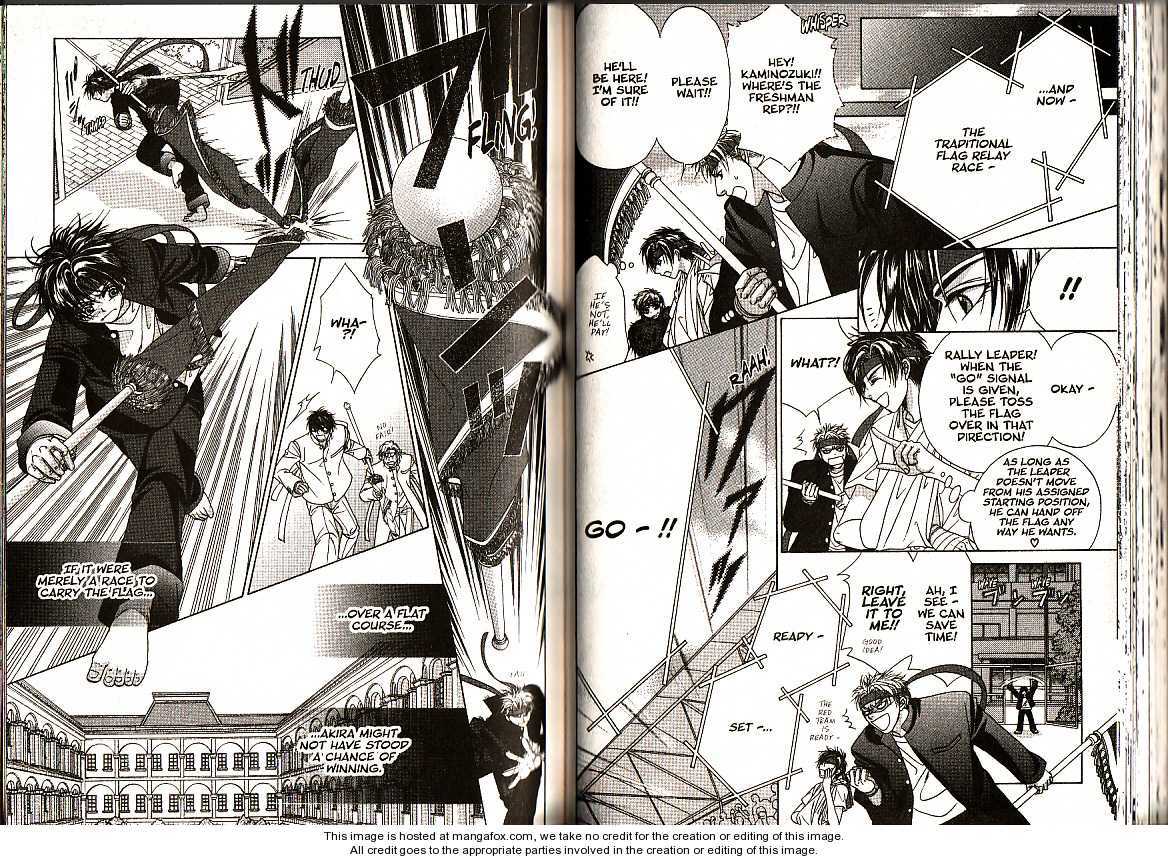 ...AND
NOW -
THE
TRADITIONAL
FLAG RELAY
RACE -
WHISPER
HEY!
KAMINOZUKI!!
WHERE'S THE
FRESHMAN
RED?!!
PLEASE
WAIT!!
HE'LL
BE HERE!
I'M SURE
OF IT!!
IF
HE'S
NOT,
HE'LL
PAY!
!!
OKAY -
RALLY LEADER!
WHEN THE
"GO" SIGNAL
IS GIVEN,
PLEASE TOSS
THE FLAG
OVER IN THAT
DIRECTION!
AS LONG AS
THE LEADER
DOESN'T MOVE
FROM HIS ASSIGNED
STARTING POSITION,
HE CAN HAND OFF
THE FLAG ANY
WAY HE WANTS.
♡
WHAT?!
RAAH!
GO - !!
AH, I
SEE -
WE CAN
SAVE
TIME!
RIGHT,
LEAVE
IT TO
ME!!
GOOD
IDEA!
READY -
THE
RED
TEAM
IS
READY -
SET -...
フ
ン
ブ
ン
FLING!
THUD
THUD
WHA-
?!
NO
FAIR!
IF IT WERE
MERELY A RACE TO
CARRY THE FLAG...
...OVER A FLAT
COURSE...
...AKIRA MIGHT
NOT HAVE STOOD
A CHANCE OF
WINNING.
This image is hosted at mangafox.com, we take no credit for the creation or editing of this image.
All credit goes to the appropriate parties involved in the creation or editing of this image.